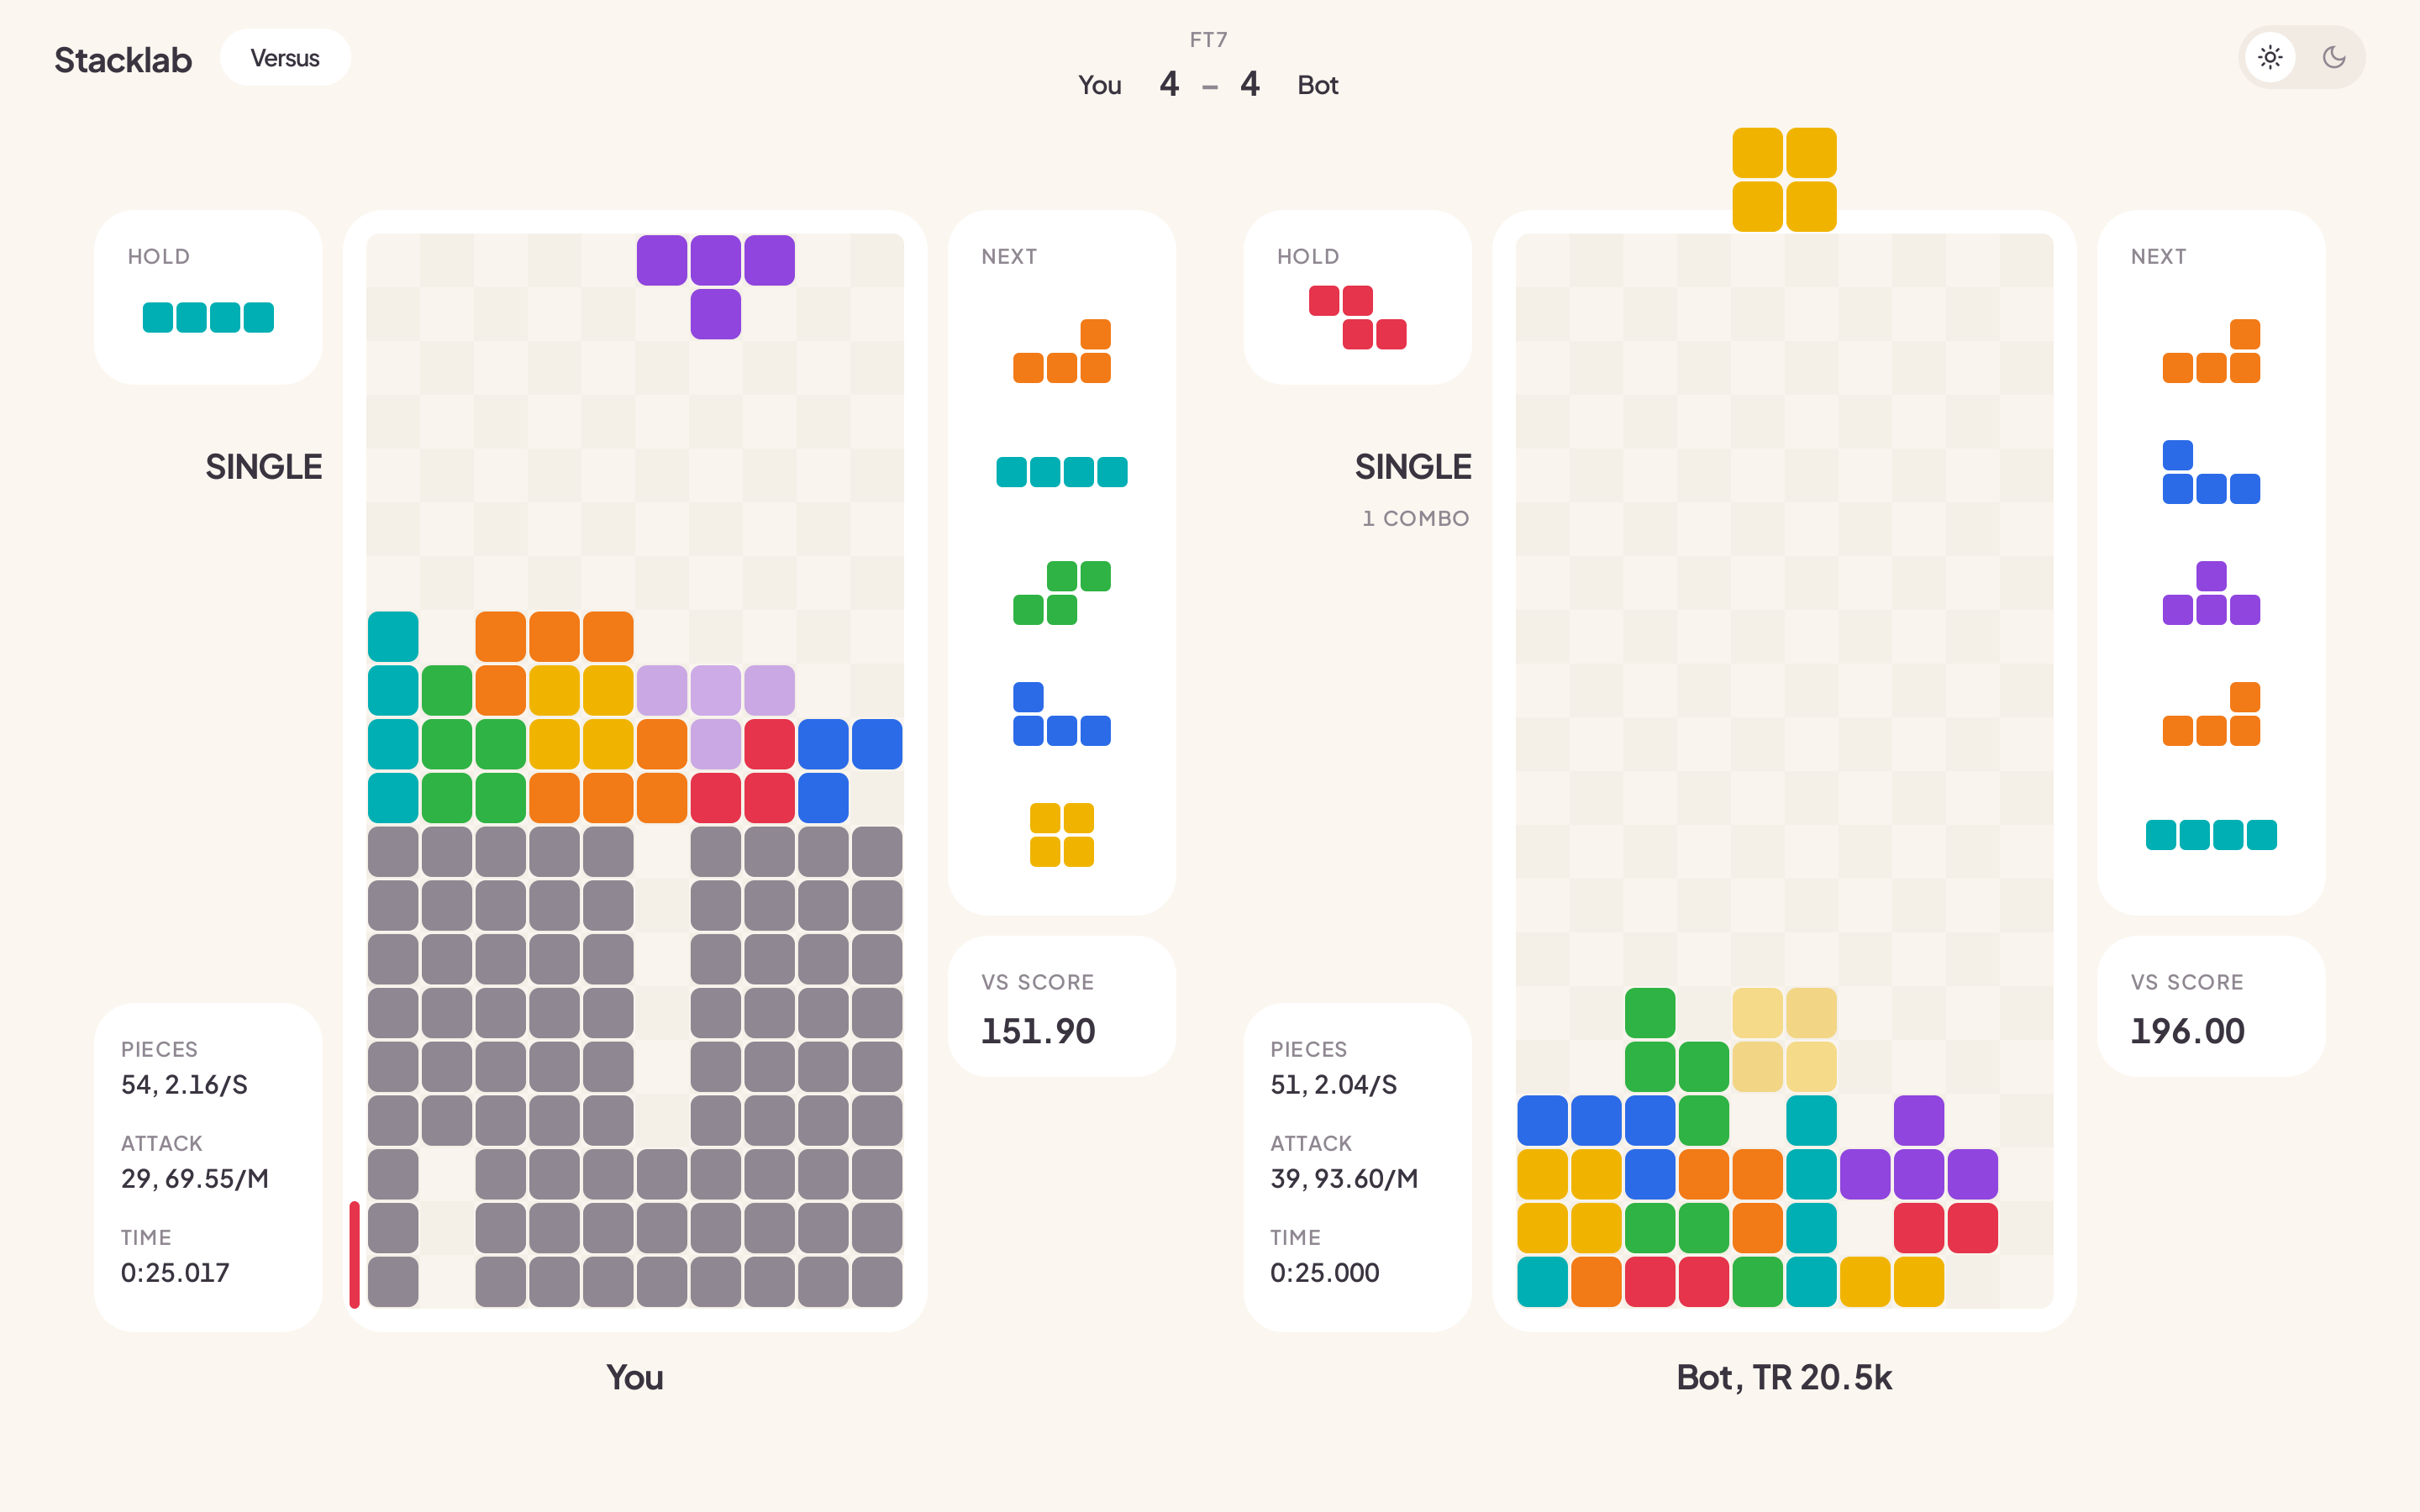 Stacklab
Versus
FT7
You 4 – 4 Bot
HOLD
SINGLE
PIECES
54, 2.16/S
ATTACK
29, 69.55/M
TIME
0:25.017
NEXT
VS SCORE
151.90
You
HOLD
SINGLE
1 COMBO
PIECES
51, 2.04/S
ATTACK
39, 93.60/M
TIME
0:25.000
NEXT
VS SCORE
196.00
Bot, TR 20.5k